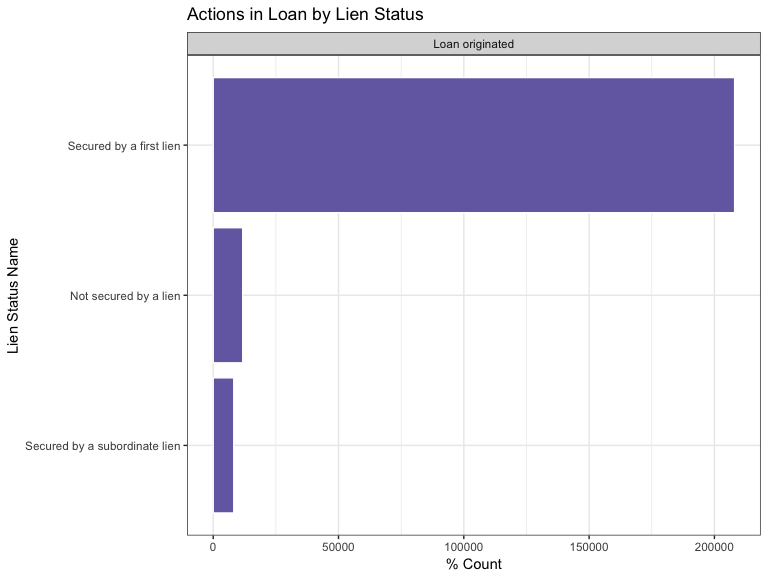 Actions in Loan by Lien Status
Loan originated
Secured by a first lien
Not secured by a lien
Secured by a subordinate lien
Lien Status Name
0 50000 100000 150000 200000
% Count